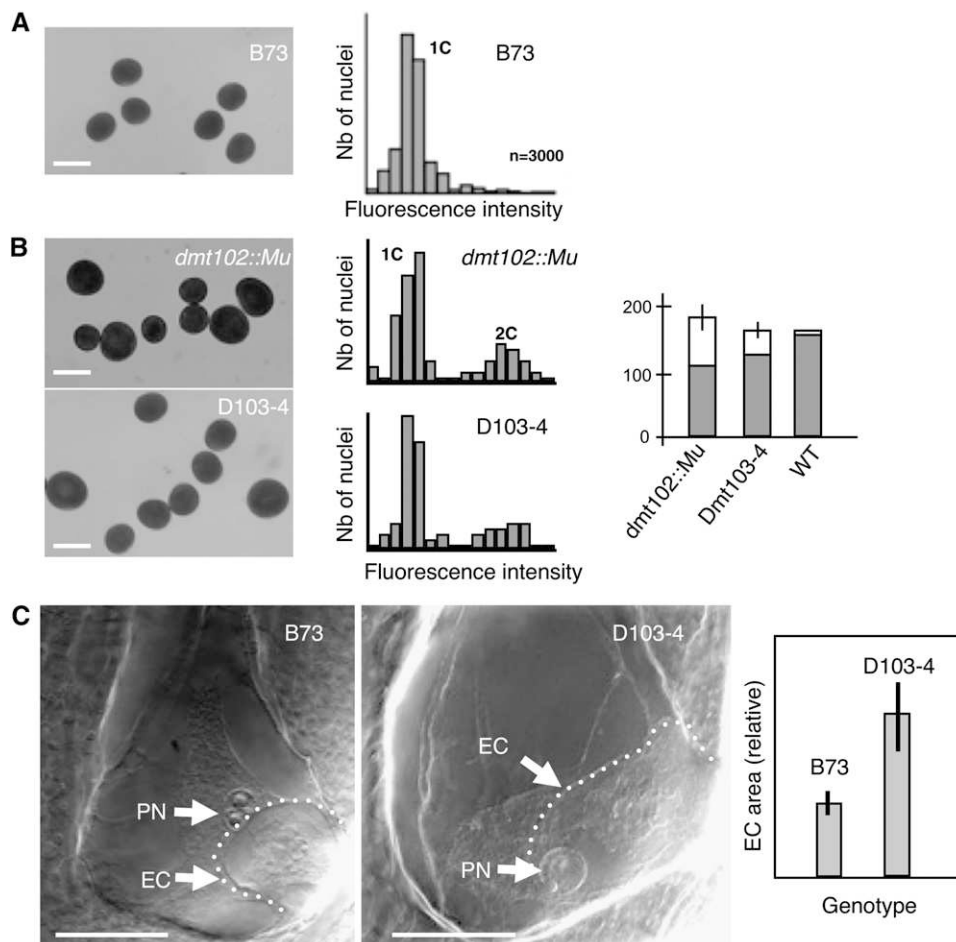 A
B73
Nb of nuclei
1C
B73
n=3000
Fluorescence intensity
B
dmt102::Mu
D103-4
Nb of nuclei
1C
dmt102::Mu
2C
Nb of nuclei
D103-4
Fluorescence intensity
200
100
0
dmt102::Mu
Dmt103-4
WT
C
B73
PN
EC
D103-4
EC
PN
EC area (relative)
B73
D103-4
Genotype